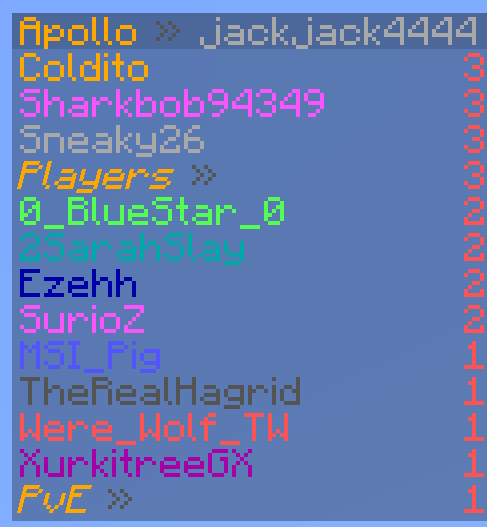 Apollo » jackjack4444
Coldito 3
Sharkbob94349 3
Sneaky26 3
Players » 3
0_BlueStar_0 2
2SarahSlay 2
Ezehh 2
SurioZ 2
MSI_Pig 1
TheRealHagrid 1
Were_Wolf_TW 1
XurkitreeGX 1
PvE » 1